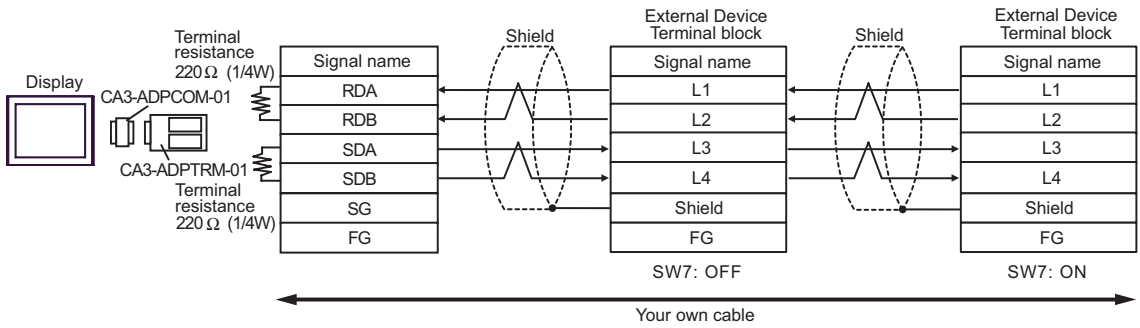 Display
CA3-ADPCOM-01
CA3-ADPTRM-01
Terminal
resistance
220Ω (1/4W)
Terminal
resistance
220Ω (1/4W)
Signal name
RDA
RDB
SDA
SDB
SG
FG
Shield
External Device
Terminal block
Signal name
L1
L2
L3
L4
Shield
FG
SW7: OFF
Shield
External Device
Terminal block
Signal name
L1
L2
L3
L4
Shield
FG
SW7: ON
Your own cable